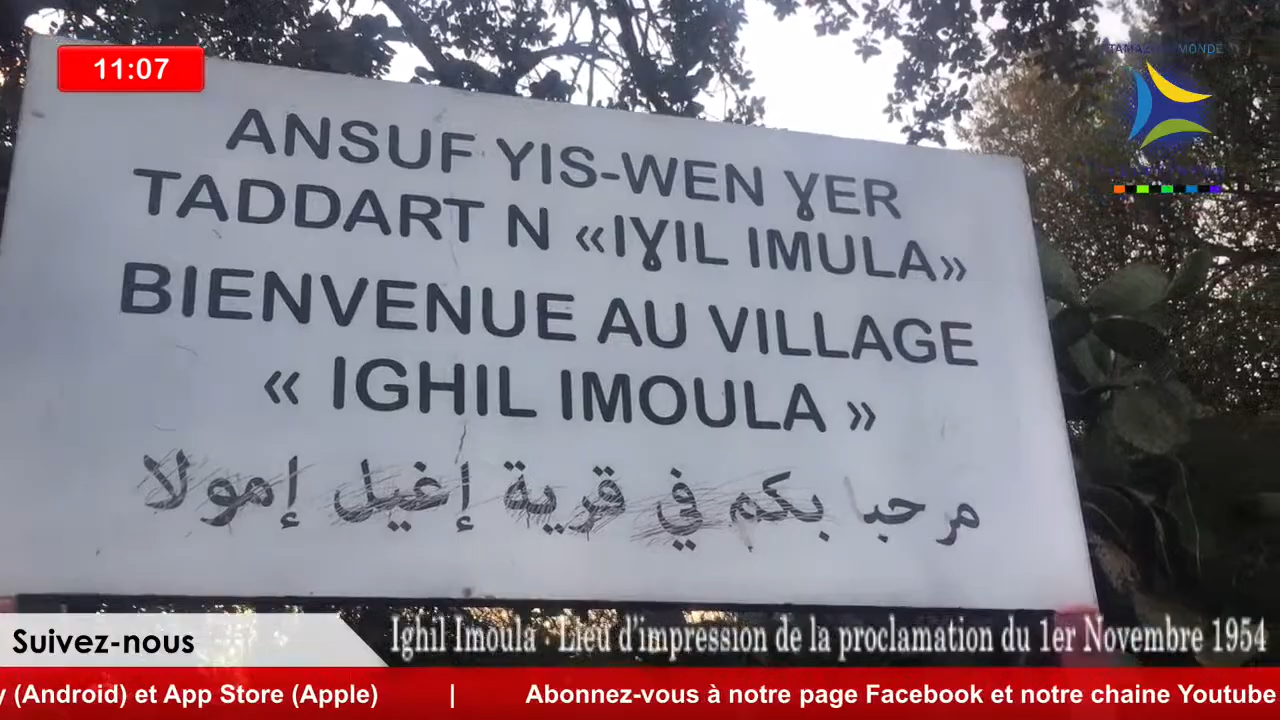 11:07
TAMAZ MONDE
ANSUF YIS-WEN ƔER
TADDART N «IƔIL IMULA»
BIENVENUE AU VILLAGE
« IGHIL IMOULA »
مرحبا بكم في قرية إغيل إمولا
Suivez-nous
Ighil Imoula : Lieu d'impression de la proclamation du 1er Novembre 1954
y (Android) et App Store (Apple) | Abonnez-vous à notre page Facebook et notre chaine Youtube